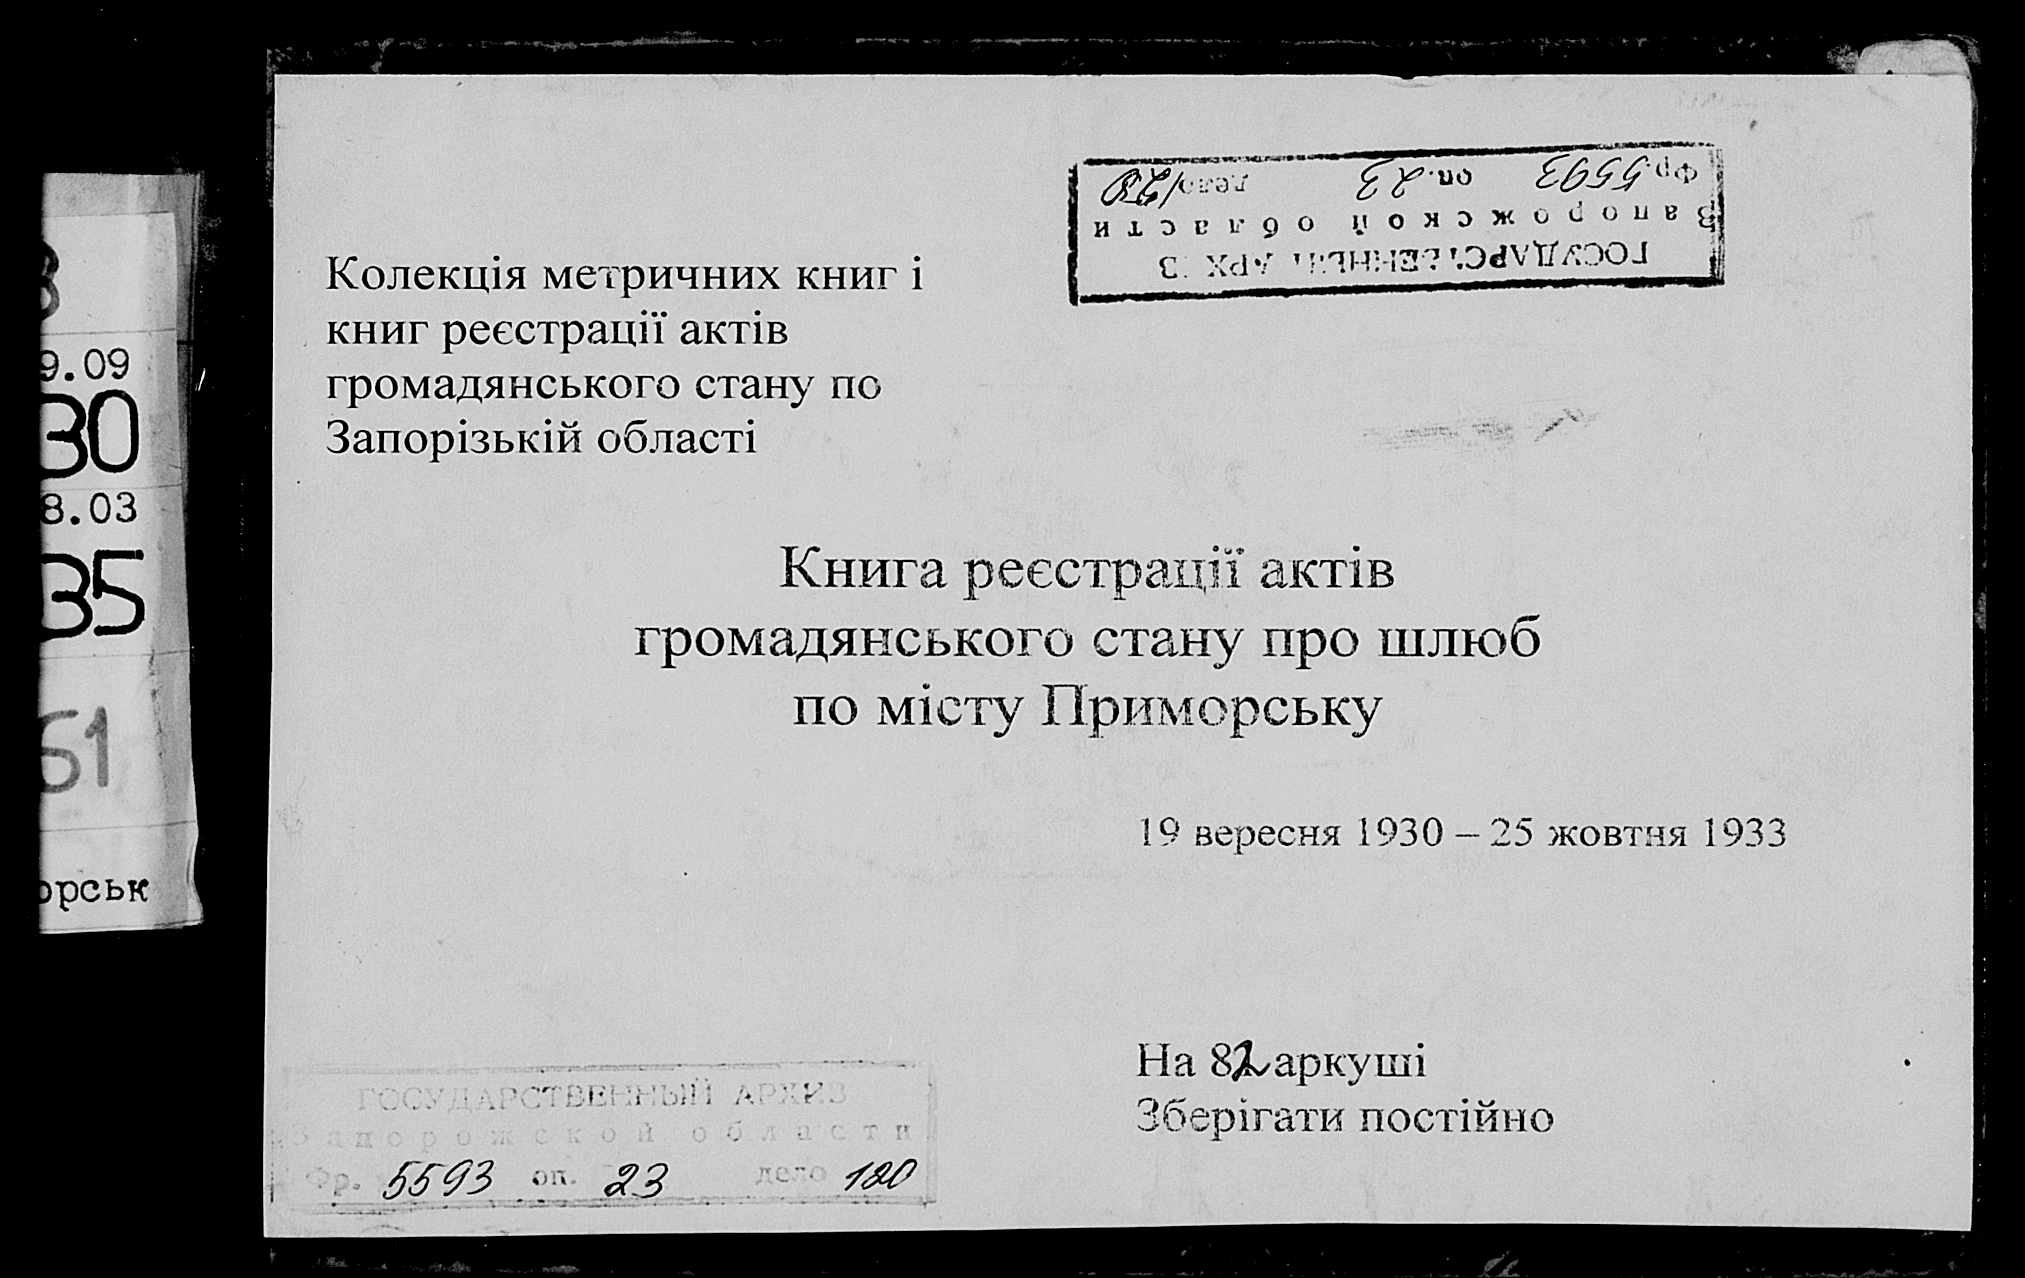 9.09
30
8.03
35
51
орськ
Фр. 5593 оп. 23 дело 120
Запорожской области
ГОСУДАРСТВЕННЫЙ АРХИВ
Колекція метричних книг і
книг реєстрації актів
громадянського стану по
Запорізькій області
Книга реєстрації актів
громадянського стану про шлюб
по місту Приморську
19 вересня 1930 – 25 жовтня 1933
На 82 аркуші
Зберігати постійно
ГОСУДАРСТВЕННЫЙ АРХИВ
Запорожской области
Фр. 5593 оп. 23 дело 120